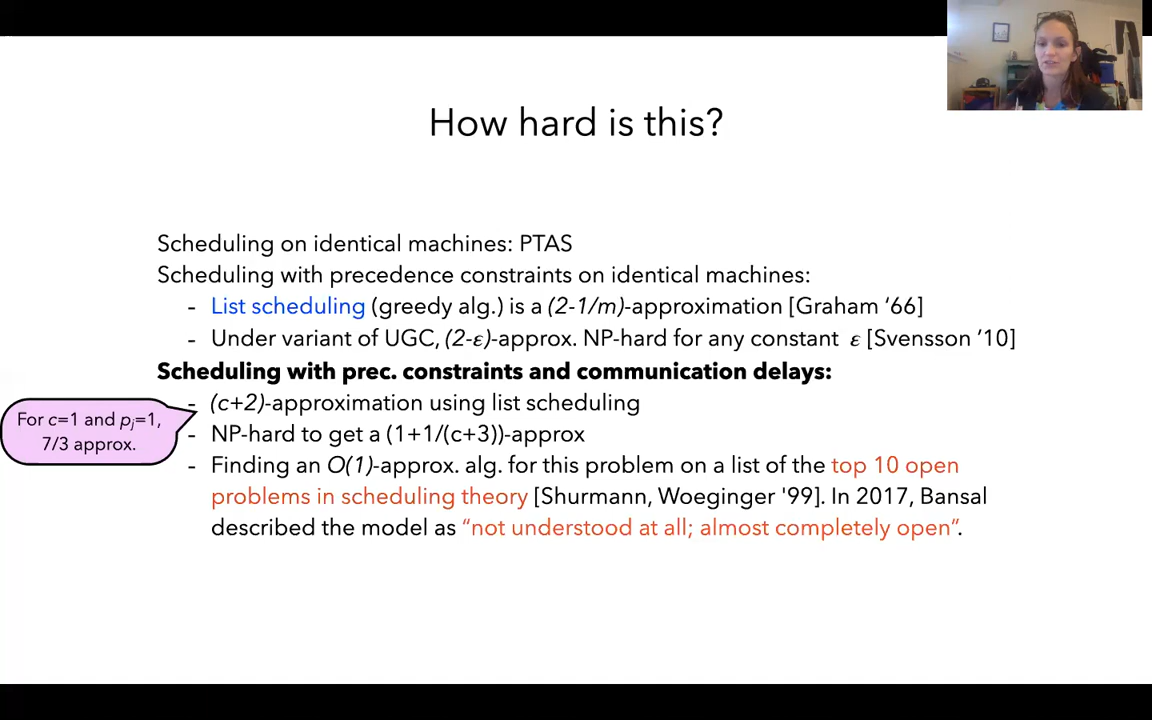 How hard is this?
Scheduling on identical machines: PTAS
Scheduling with precedence constraints on identical machines:
- List scheduling (greedy alg.) is a (2-1/m)-approximation [Graham ‘66]
- Under variant of UGC, (2-ε)-approx. NP-hard for any constant ε [Svensson ’10]
Scheduling with prec. constraints and communication delays:
- (c+2)-approximation using list scheduling
For c=1 and pj=1,
7/3 approx.
- NP-hard to get a (1+1/(c+3))-approx
- Finding an O(1)-approx. alg. for this problem on a list of the top 10 open
problems in scheduling theory [Shurmann, Woeginger '99]. In 2017, Bansal
described the model as “not understood at all; almost completely open”.